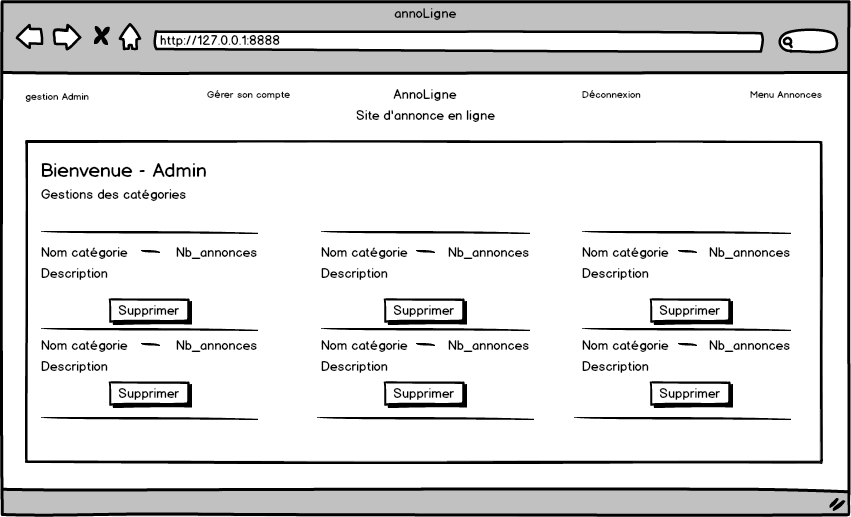 annoLigne
http://127.0.0.1:8888
gestion Admin Gérer son compte AnnoLigne Déconnexion Menu Annonces
Site d'annonce en ligne
Bienvenue - Admin
Gestions des catégories
Nom catégorie — Nb_annonces Nom catégorie — Nb_annonces Nom catégorie — Nb_annonces
Description Description Description
Supprimer Supprimer Supprimer
Nom catégorie — Nb_annonces Nom catégorie — Nb_annonces Nom catégorie — Nb_annonces
Description Description Description
Supprimer Supprimer Supprimer